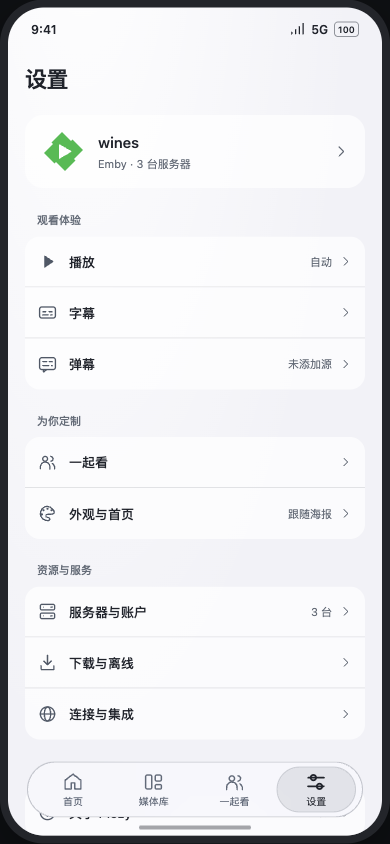 9:41
5G
100
设置
wines
Emby · 3 台服务器
观看体验
播放
自动
字幕
弹幕
未添加源
为你定制
一起看
外观与首页
跟随海报
资源与服务
服务器与账户
3 台
下载与离线
连接与集成
首页
媒体库
一起看
设置